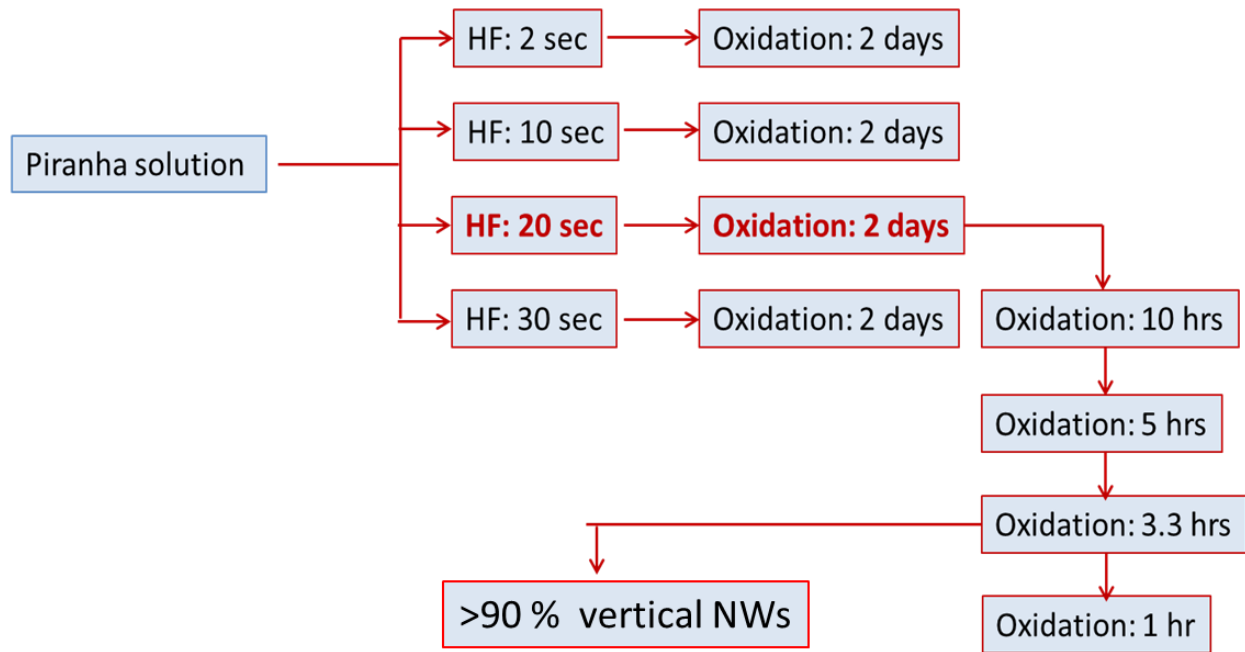 HF: 2 sec
Oxidation: 2 days
HF: 10 sec
Oxidation: 2 days
Piranha solution
HF: 20 sec
Oxidation: 2 days
HF: 30 sec
Oxidation: 2 days
Oxidation: 10 hrs
Oxidation: 5 hrs
Oxidation: 3.3 hrs
>90 % vertical NWs
Oxidation: 1 hr